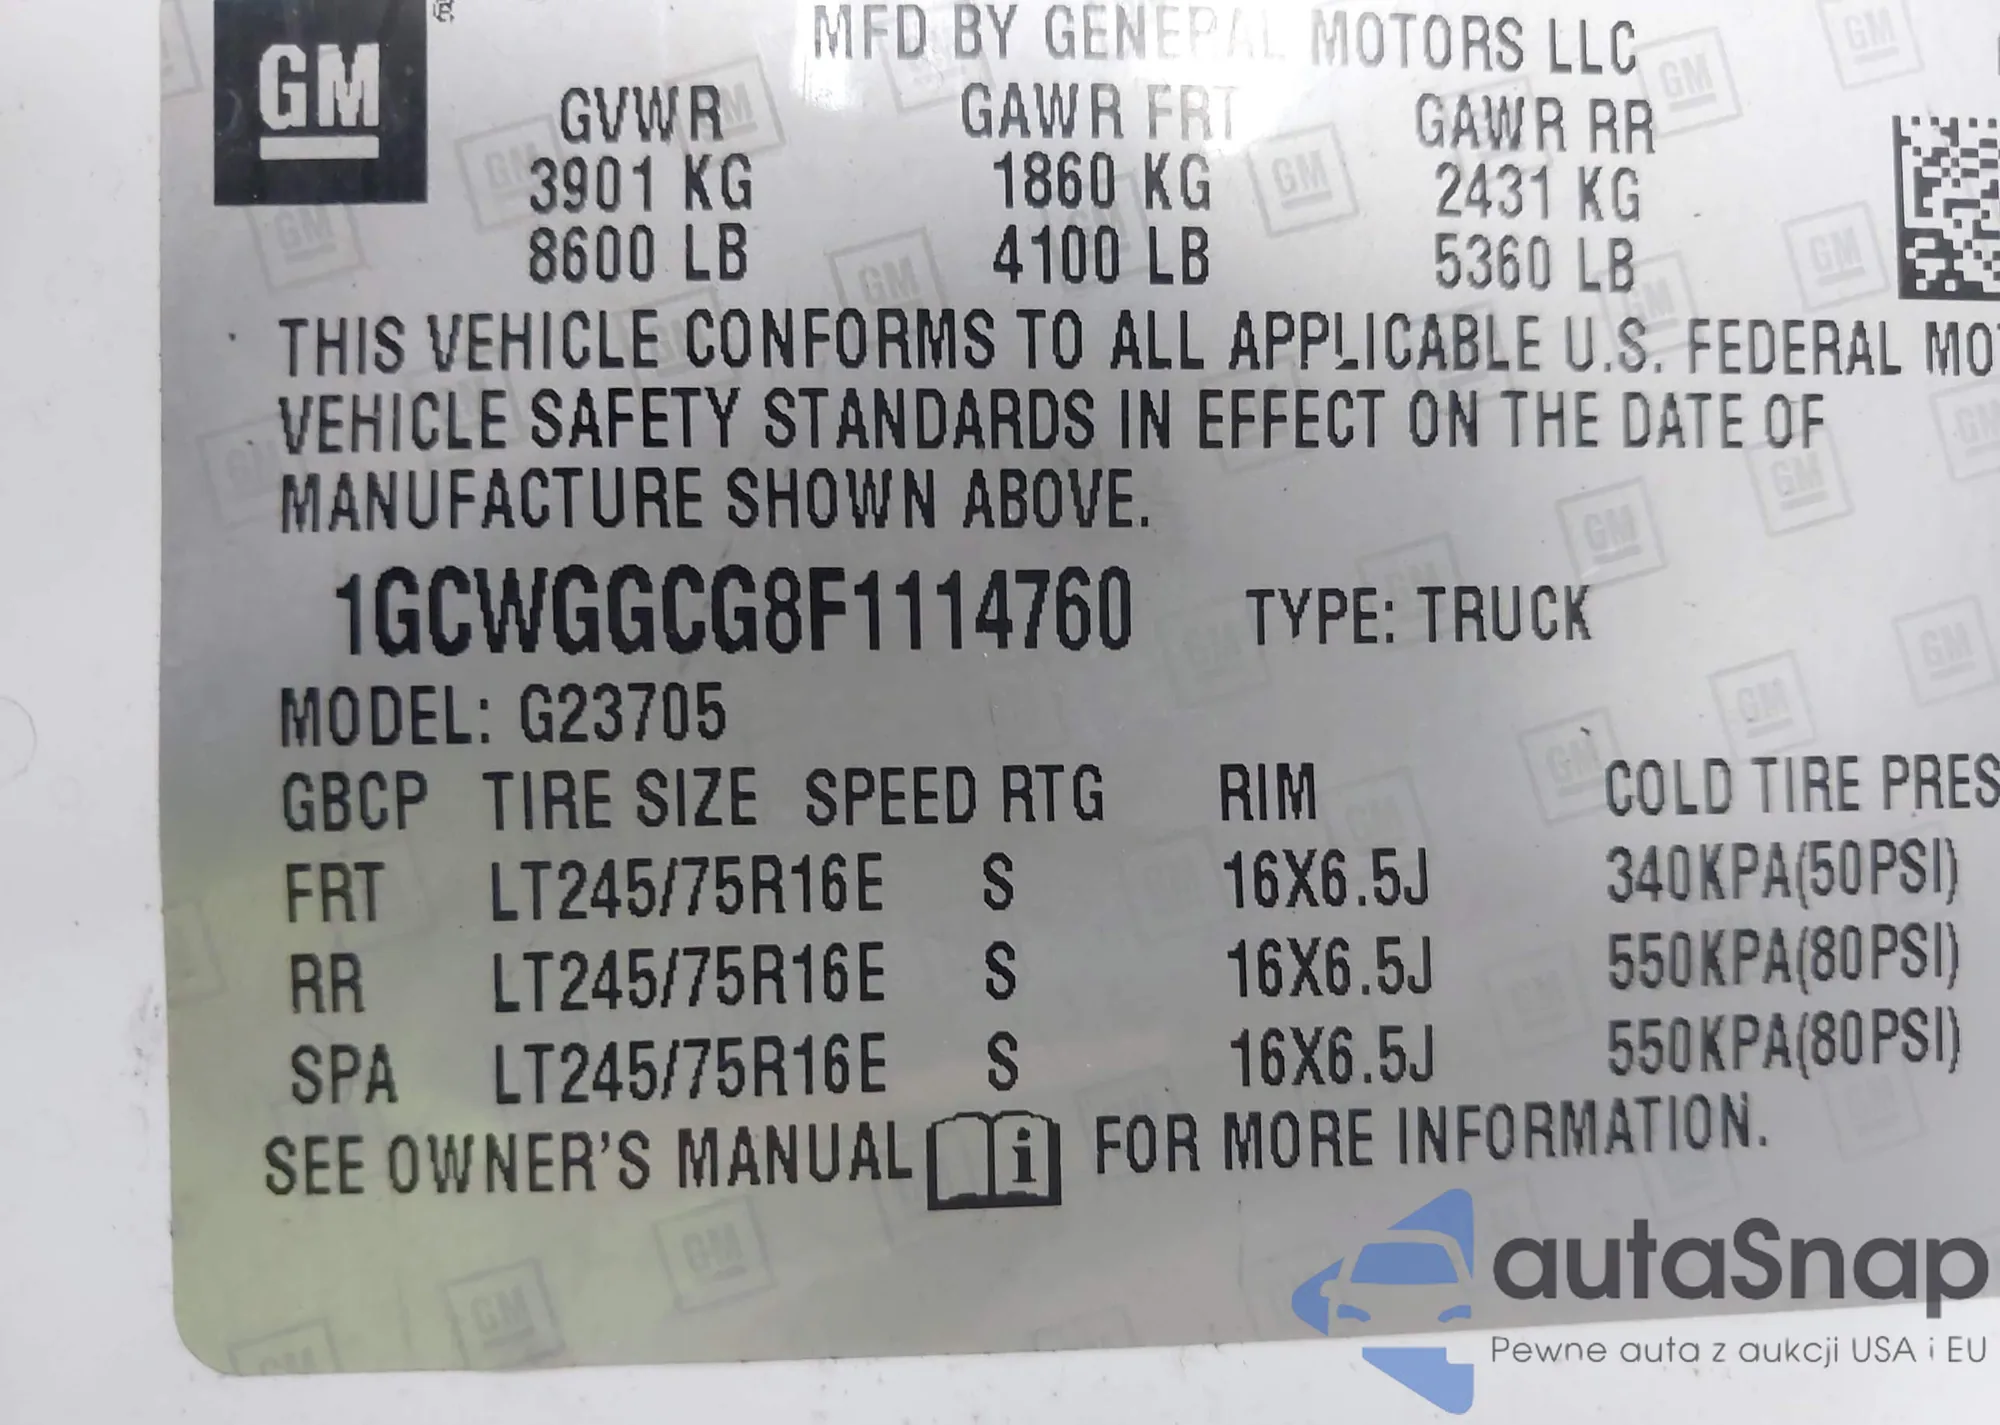 GM
MFD BY GENERAL MOTORS LLC
GVWR GAWR FRT GAWR RR
3901 KG 1860 KG 2431 KG
8600 LB 4100 LB 5360 LB
THIS VEHICLE CONFORMS TO ALL APPLICABLE U.S. FEDERAL MO
VEHICLE SAFETY STANDARDS IN EFFECT ON THE DATE OF
MANUFACTURE SHOWN ABOVE.
1GCWGGCG8F1114760 TYPE: TRUCK
MODEL: G23705
GBCP TIRE SIZE SPEED RTG RIM COLD TIRE PRES
FRT LT245/75R16E S 16X6.5J 340KPA(50PSI)
RR LT245/75R16E S 16X6.5J 550KPA(80PSI)
SPA LT245/75R16E S 16X6.5J 550KPA(80PSI)
SEE OWNER'S MANUAL i FOR MORE INFORMATION.
autaSnap
Pewne auta z aukcji USA i EU